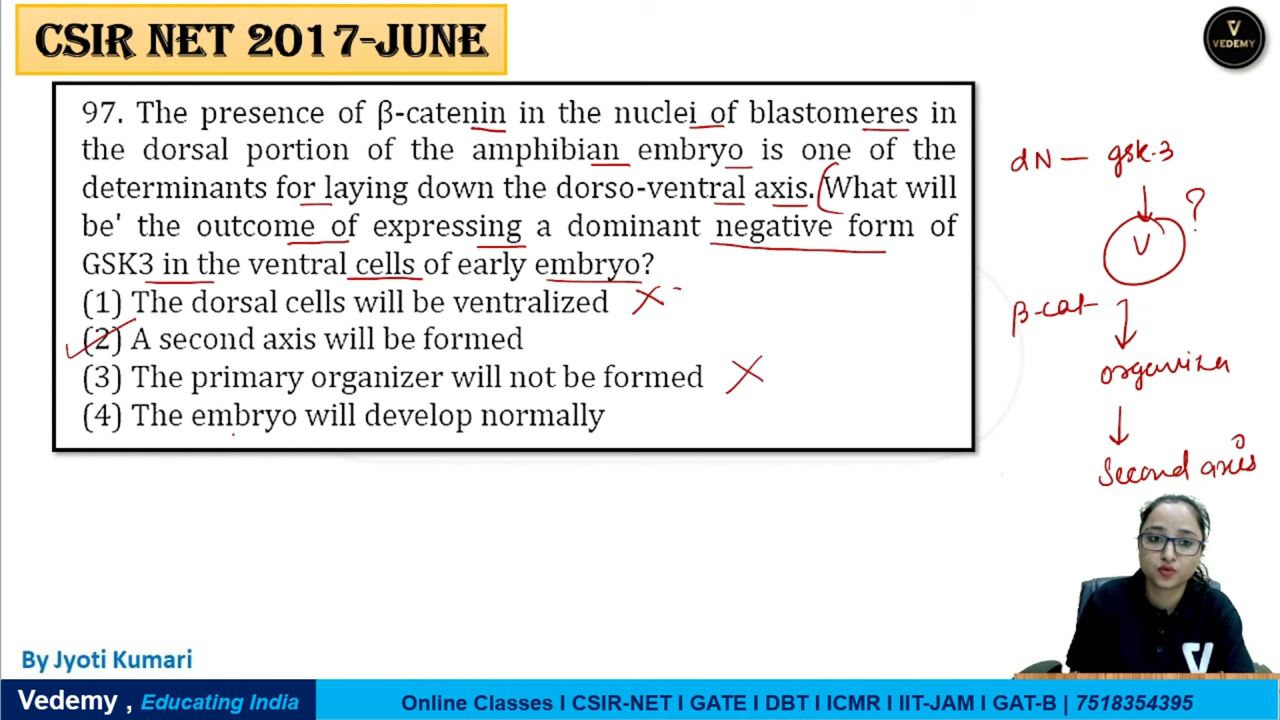 CSIR NET 2017-JUNE
VEDEMY
97. The presence of β-catenin in the nuclei of blastomeres in
the dorsal portion of the amphibian embryo is one of the
determinants for laying down the dorso-ventral axis. What will
be' the outcome of expressing a dominant negative form of
GSK3 in the ventral cells of early embryo?
(1) The dorsal cells will be ventralized
(2) A second axis will be formed
(3) The primary organizer will not be formed
(4) The embryo will develop normally
dN — gsk-3
V ?
β-cat
organizer
Second axis
By Jyoti Kumari
Vedemy , Educating India
Online Classes I CSIR-NET I GATE I DBT I ICMR I IIT-JAM I GAT-B I 7518354395